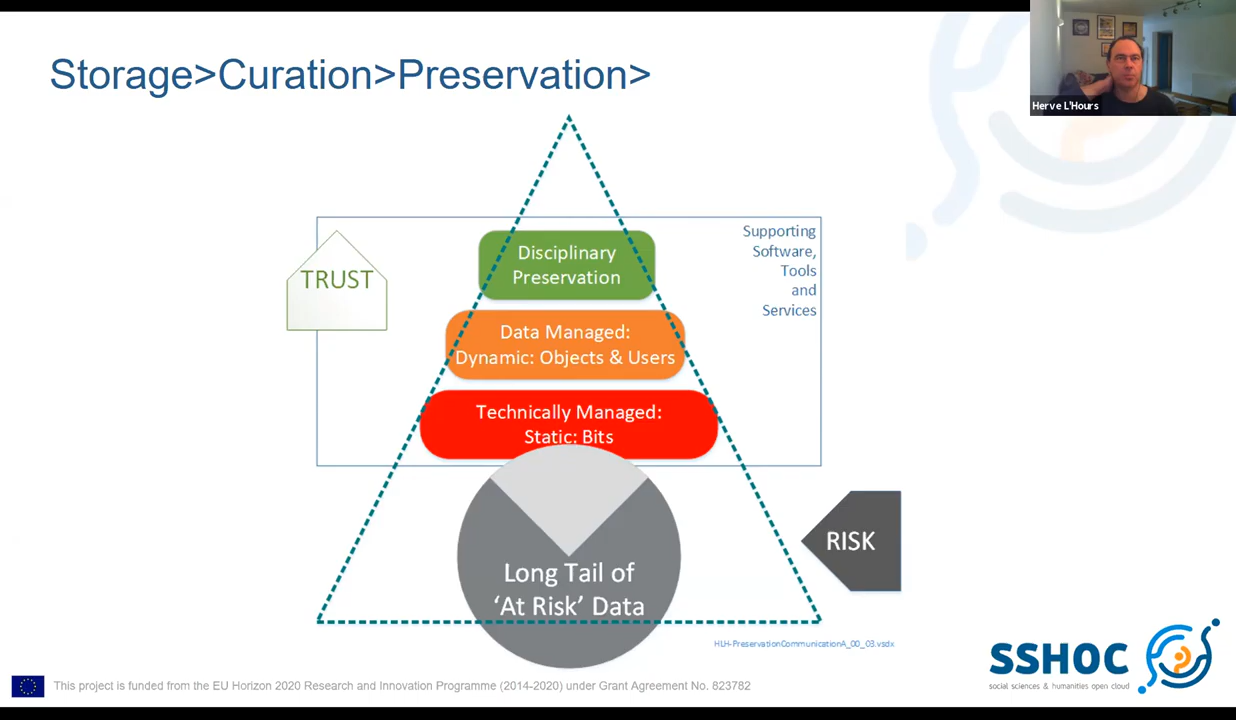 Storage>Curation>Preservation>
Herve L'Hours
Disciplinary
Preservation
Supporting
Software,
Tools
and
Services
TRUST
Data Managed:
Dynamic: Objects & Users
Technically Managed:
Static: Bits
RISK
Long Tail of
‘At Risk’ Data
HLH-PreservationCommunicationA_00_03.vsdx
SSHOC
social sciences & humanities open cloud
This project is funded from the EU Horizon 2020 Research and Innovation Programme (2014-2020) under Grant Agreement No. 823782